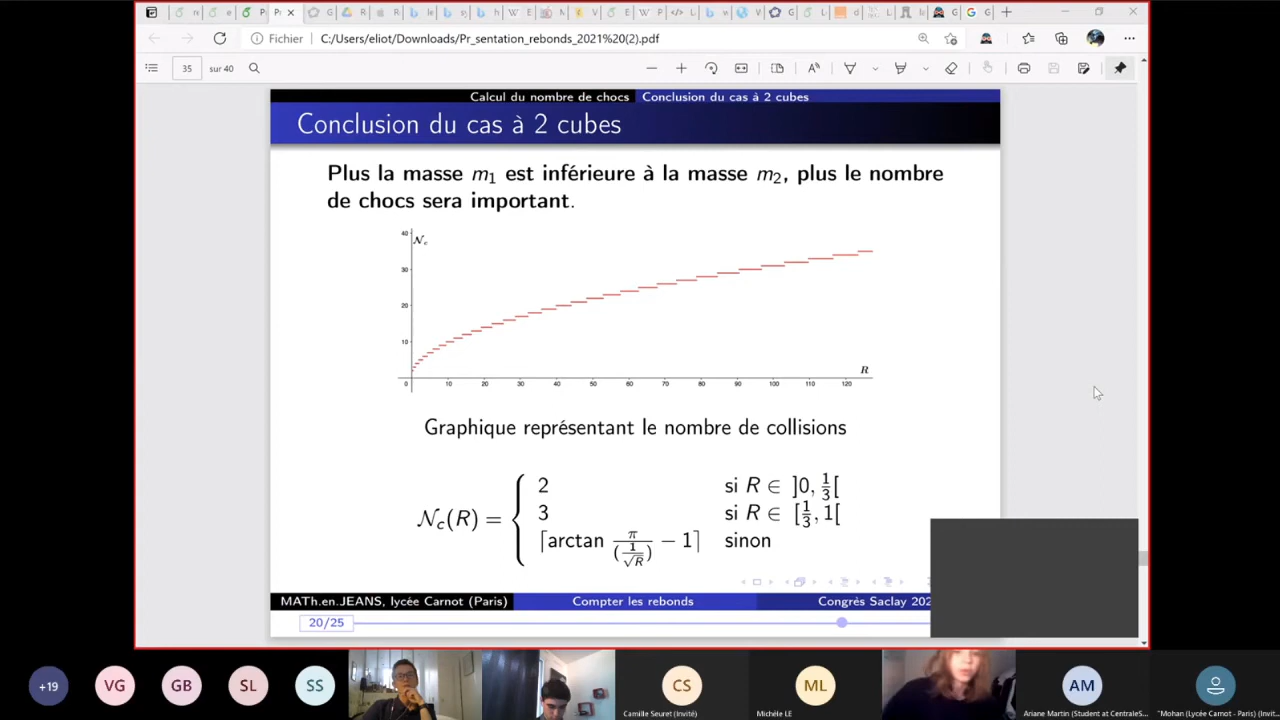 Fichier C:/Users/eliot/Downloads/Pr_sentation_rebonds_2021%20(2).pdf
35 sur 40
Calcul du nombre de chocs Conclusion du cas à 2 cubes
Conclusion du cas à 2 cubes
Plus la masse m₁ est inférieure à la masse m₂, plus le nombre
de chocs sera important.
40
𝒩c
30
20
10
R
0 10 20 30 40 50 60 70 80 90 100 110 120
Graphique représentant le nombre de collisions
2 si R ∈ ]0, 1/3[
𝒩c(R) = 3 si R ∈ [1/3, 1[
⌈arctan π/(1/√R) − 1⌉ sinon
MATh.en.JEANS, lycée Carnot (Paris) Compter les rebonds Congrès Saclay 202
20/25
+19 VG GB SL SS CS ML AM
Camille Seuret (Invité) Michèle LE Ariane Martin (Student at CentraleS... "Mohan (Lycée Carnot - Paris) (Invit...